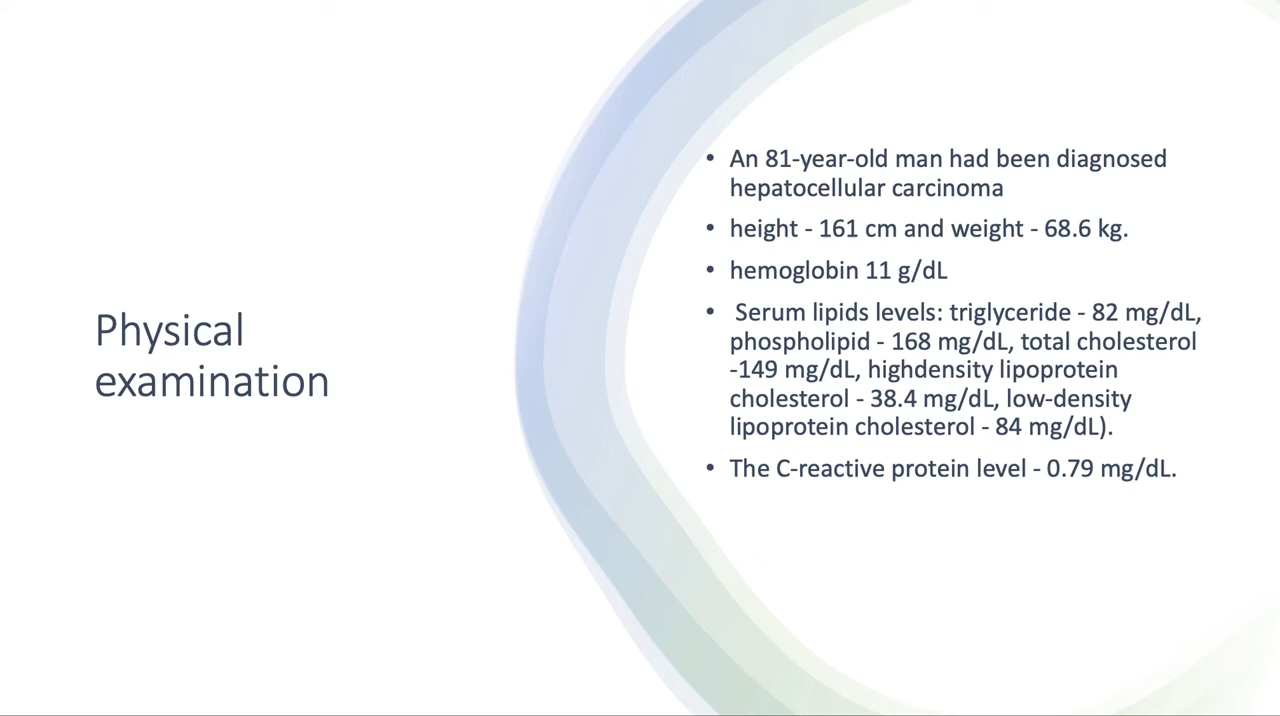 Physical
examination
• An 81-year-old man had been diagnosed
hepatocellular carcinoma
• height - 161 cm and weight - 68.6 kg.
• hemoglobin 11 g/dL
• Serum lipids levels: triglyceride - 82 mg/dL,
phospholipid - 168 mg/dL, total cholesterol
-149 mg/dL, highdensity lipoprotein
cholesterol - 38.4 mg/dL, low-density
lipoprotein cholesterol - 84 mg/dL).
• The C-reactive protein level - 0.79 mg/dL.